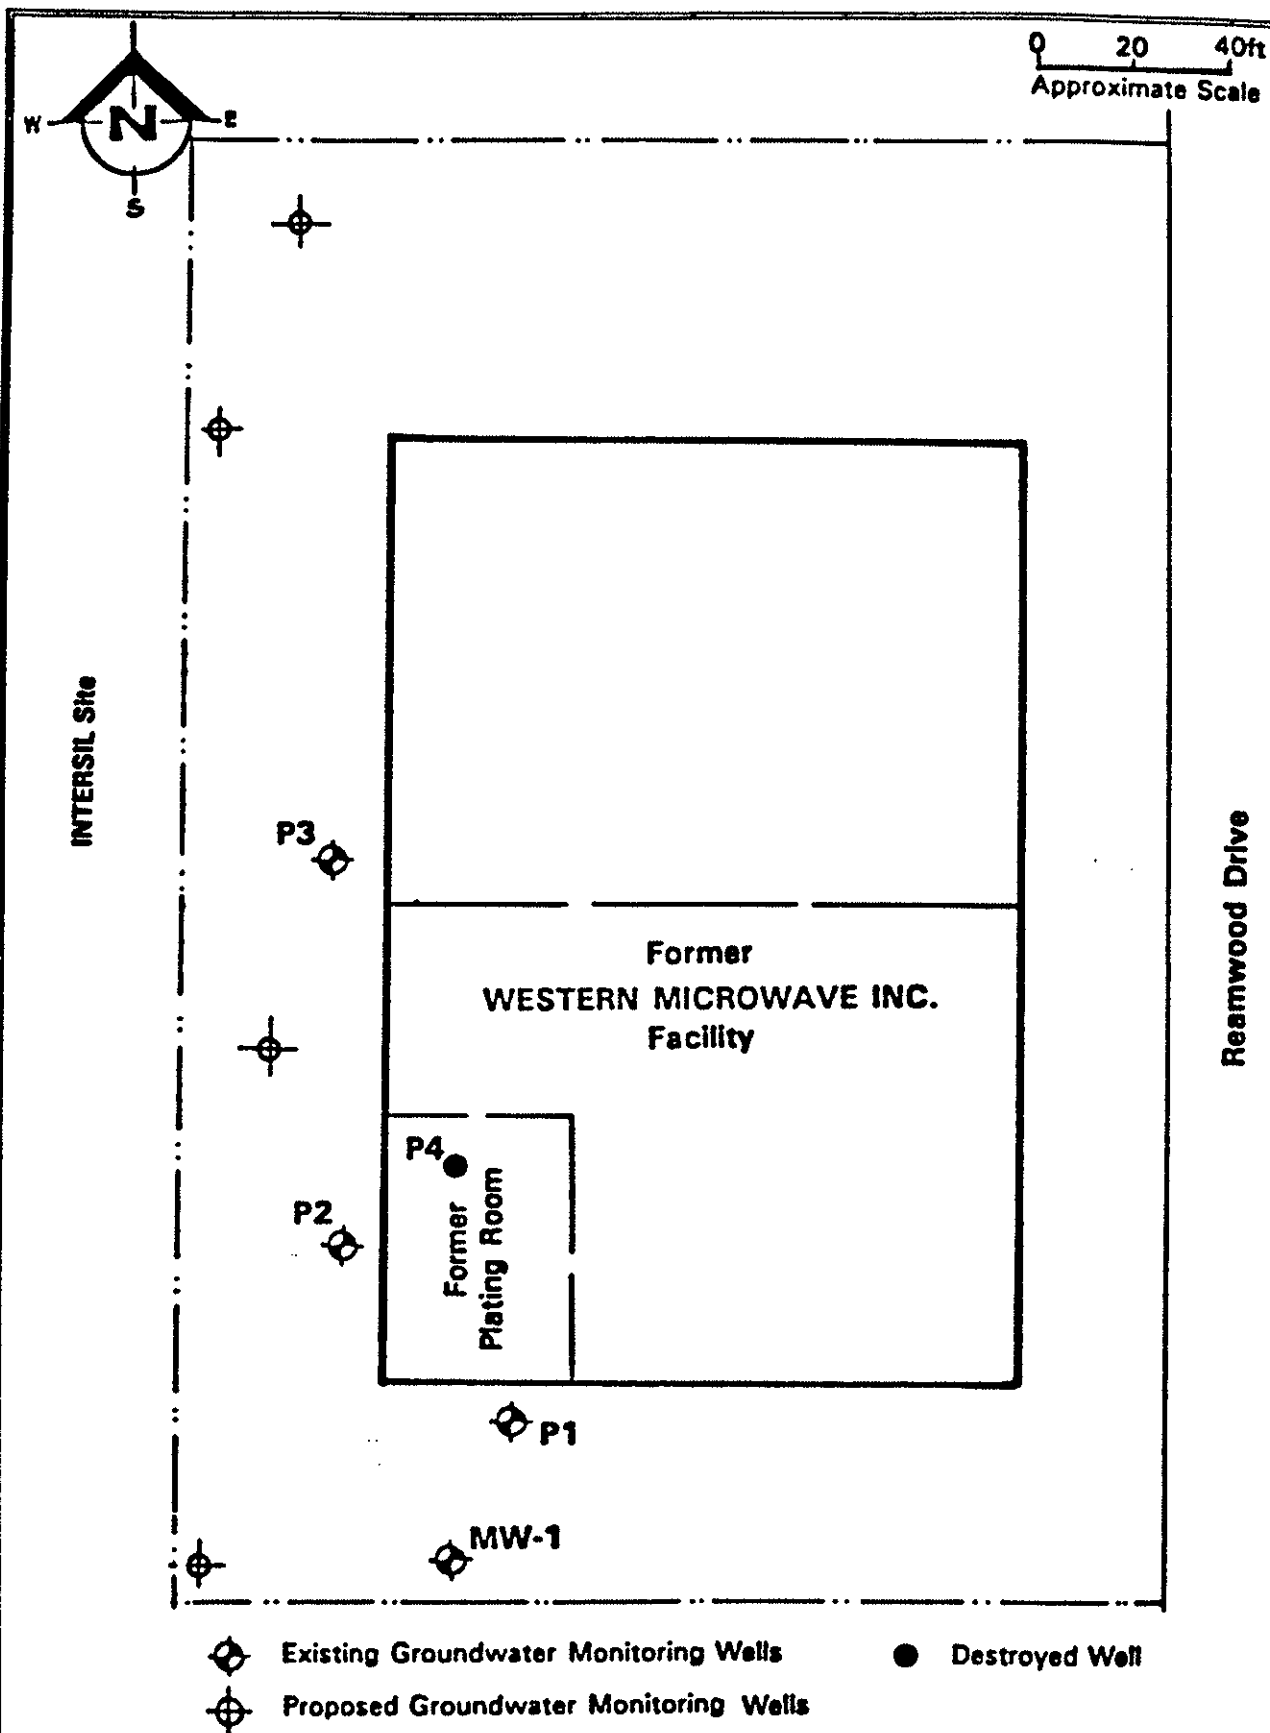 0 20 40ft
Approximate Scale
W N E
S
INTERSIL Site
P3
Former
WESTERN MICROWAVE INC.
Facility
Reamwood Drive
P4
Former
Plating Room
P2
P1
MW-1
Existing Groundwater Monitoring Wells
Destroyed Well
Proposed Groundwater Monitoring Wells